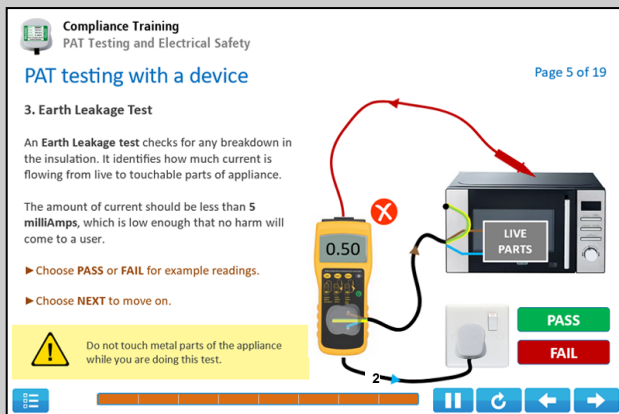 Compliance Training
PAT Testing and Electrical Safety
PAT testing with a device
Page 5 of 19
3. Earth Leakage Test
An Earth Leakage test checks for any breakdown in
the insulation. It identifies how much current is
flowing from live to touchable parts of appliance.
The amount of current should be less than 5
milliAmps, which is low enough that no harm will
come to a user.
►Choose PASS or FAIL for example readings.
►Choose NEXT to move on.
Do not touch metal parts of the appliance
while you are doing this test.
0.50
LIVE
PARTS
PASS
FAIL
2